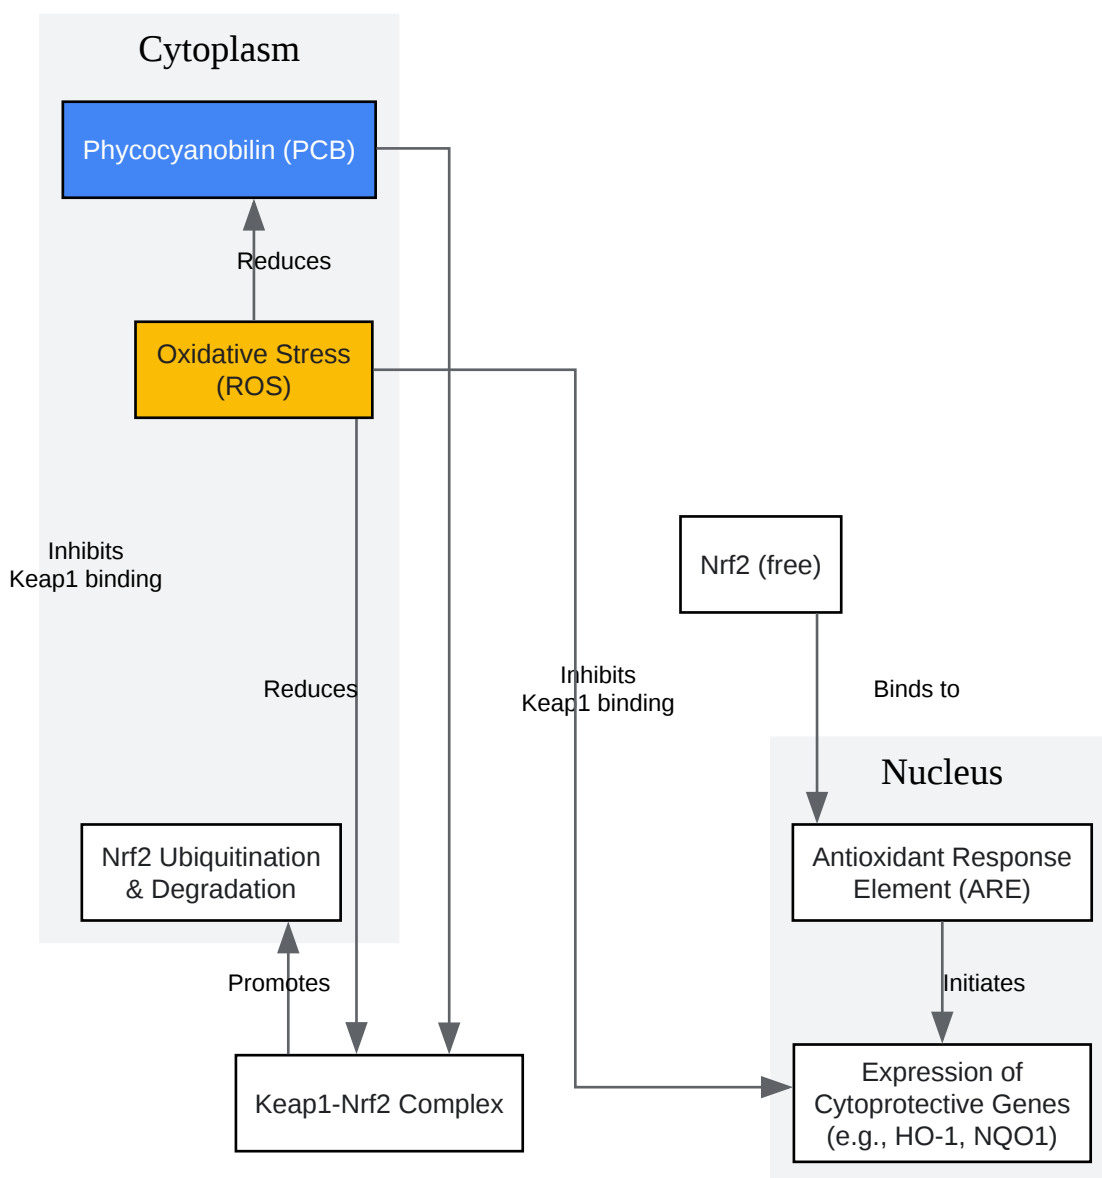 Cytoplasm
Phycocyanobilin (PCB)
Reduces
Oxidative Stress
(ROS)
Inhibits
Keap1 binding
Nrf2 (free)
Reduces
Inhibits
Keap1 binding
Binds to
Nucleus
Nrf2 Ubiquitination
& Degradation
Antioxidant Response
Element (ARE)
Promotes
Initiates
Keap1-Nrf2 Complex
Expression of
Cytoprotective Genes
(e.g., HO-1, NQO1)